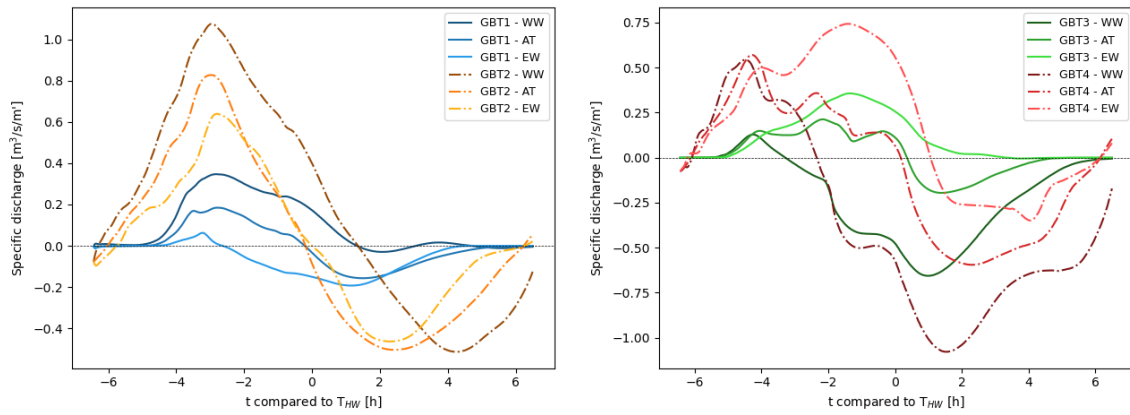 Specific discharge [m³/s/m']
1.0
0.8
0.6
0.4
0.2
0.0
−0.2
−0.4
−6
−4
−2
0
2
4
6
t compared to T_HW [h]
GBT1 - WW
GBT1 - AT
GBT1 - EW
GBT2 - WW
GBT2 - AT
GBT2 - EW
Specific discharge [m³/s/m']
0.75
0.50
0.25
0.00
−0.25
−0.50
−0.75
−1.00
−6
−4
−2
0
2
4
6
t compared to T_HW [h]
GBT3 - WW
GBT3 - AT
GBT3 - EW
GBT4 - WW
GBT4 - AT
GBT4 - EW